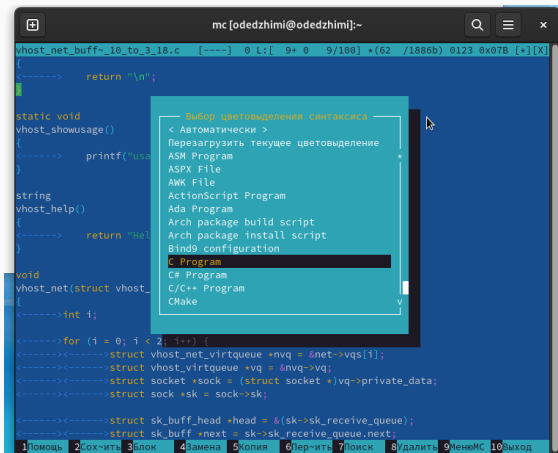 mc [odedzhimi@odedzhimi]:~
vhost_net_buff~_10_to_3_18.c [----] 0 L:[ 9+ 0 9/100] *(62 /1886b) 0123 0x07B [*][X]
{
<------> return "\n";
}
static void
vhost_showusage()
{
<------> printf("usa
}
string
vhost_help()
{
<------> return "Hel
}
void
vhost_net(struct vhost_
{
<------>int i;
<------>for (i = 0; i < 2; i++) {
<------><------>struct vhost_net_virtqueue *nvq = &net->vqs[i];
<------><------>struct vhost_virtqueue *vq = &nvq->vq;
<------><------>struct socket *sock = (struct socket *)vq->private_data;
<------><------>struct sock *sk = sock->sk;
<------><------>struct sk_buff_head *head = &(sk->sk_receive_queue);
<------><------>struct sk_buff *next = sk->sk_receive_queue.next;
Выбор цветовыделения синтаксиса
< Автоматически >
Перезагрузить текущее цветовыделение
ASM Program
ASPX File
AWK File
ActionScript Program
Ada Program
Arch package build script
Arch package install script
Bind9 configuration
C Program
C# Program
C/C++ Program
CMake
1Помощь 2Сох~ить 3Блок 4Замена 5Копия 6Пер~ить 7Поиск 8Удалить 9МенюMC 10Выход